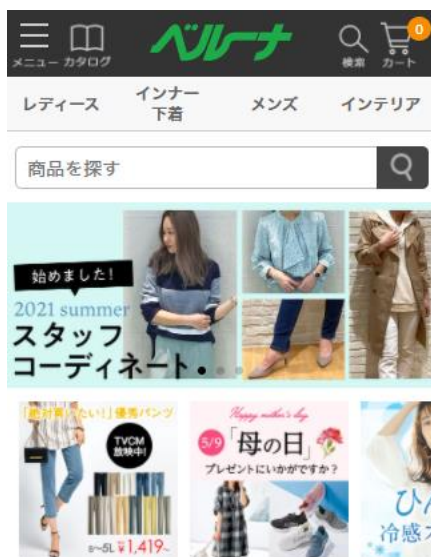 メニュー
カタログ
ベルーナ
検索
カート
0
レディース
インナー
下着
メンズ
インテリア
商品を探す
始めました!
2021 summer
スタッフ
コーディネート
「絶対買いたい!」優秀パンツ
TVCM
放映中!
S~5L ¥1,419~
Happy mother's day
5/9
「母の日」
プレゼントにいかがですか?
ひん
冷感